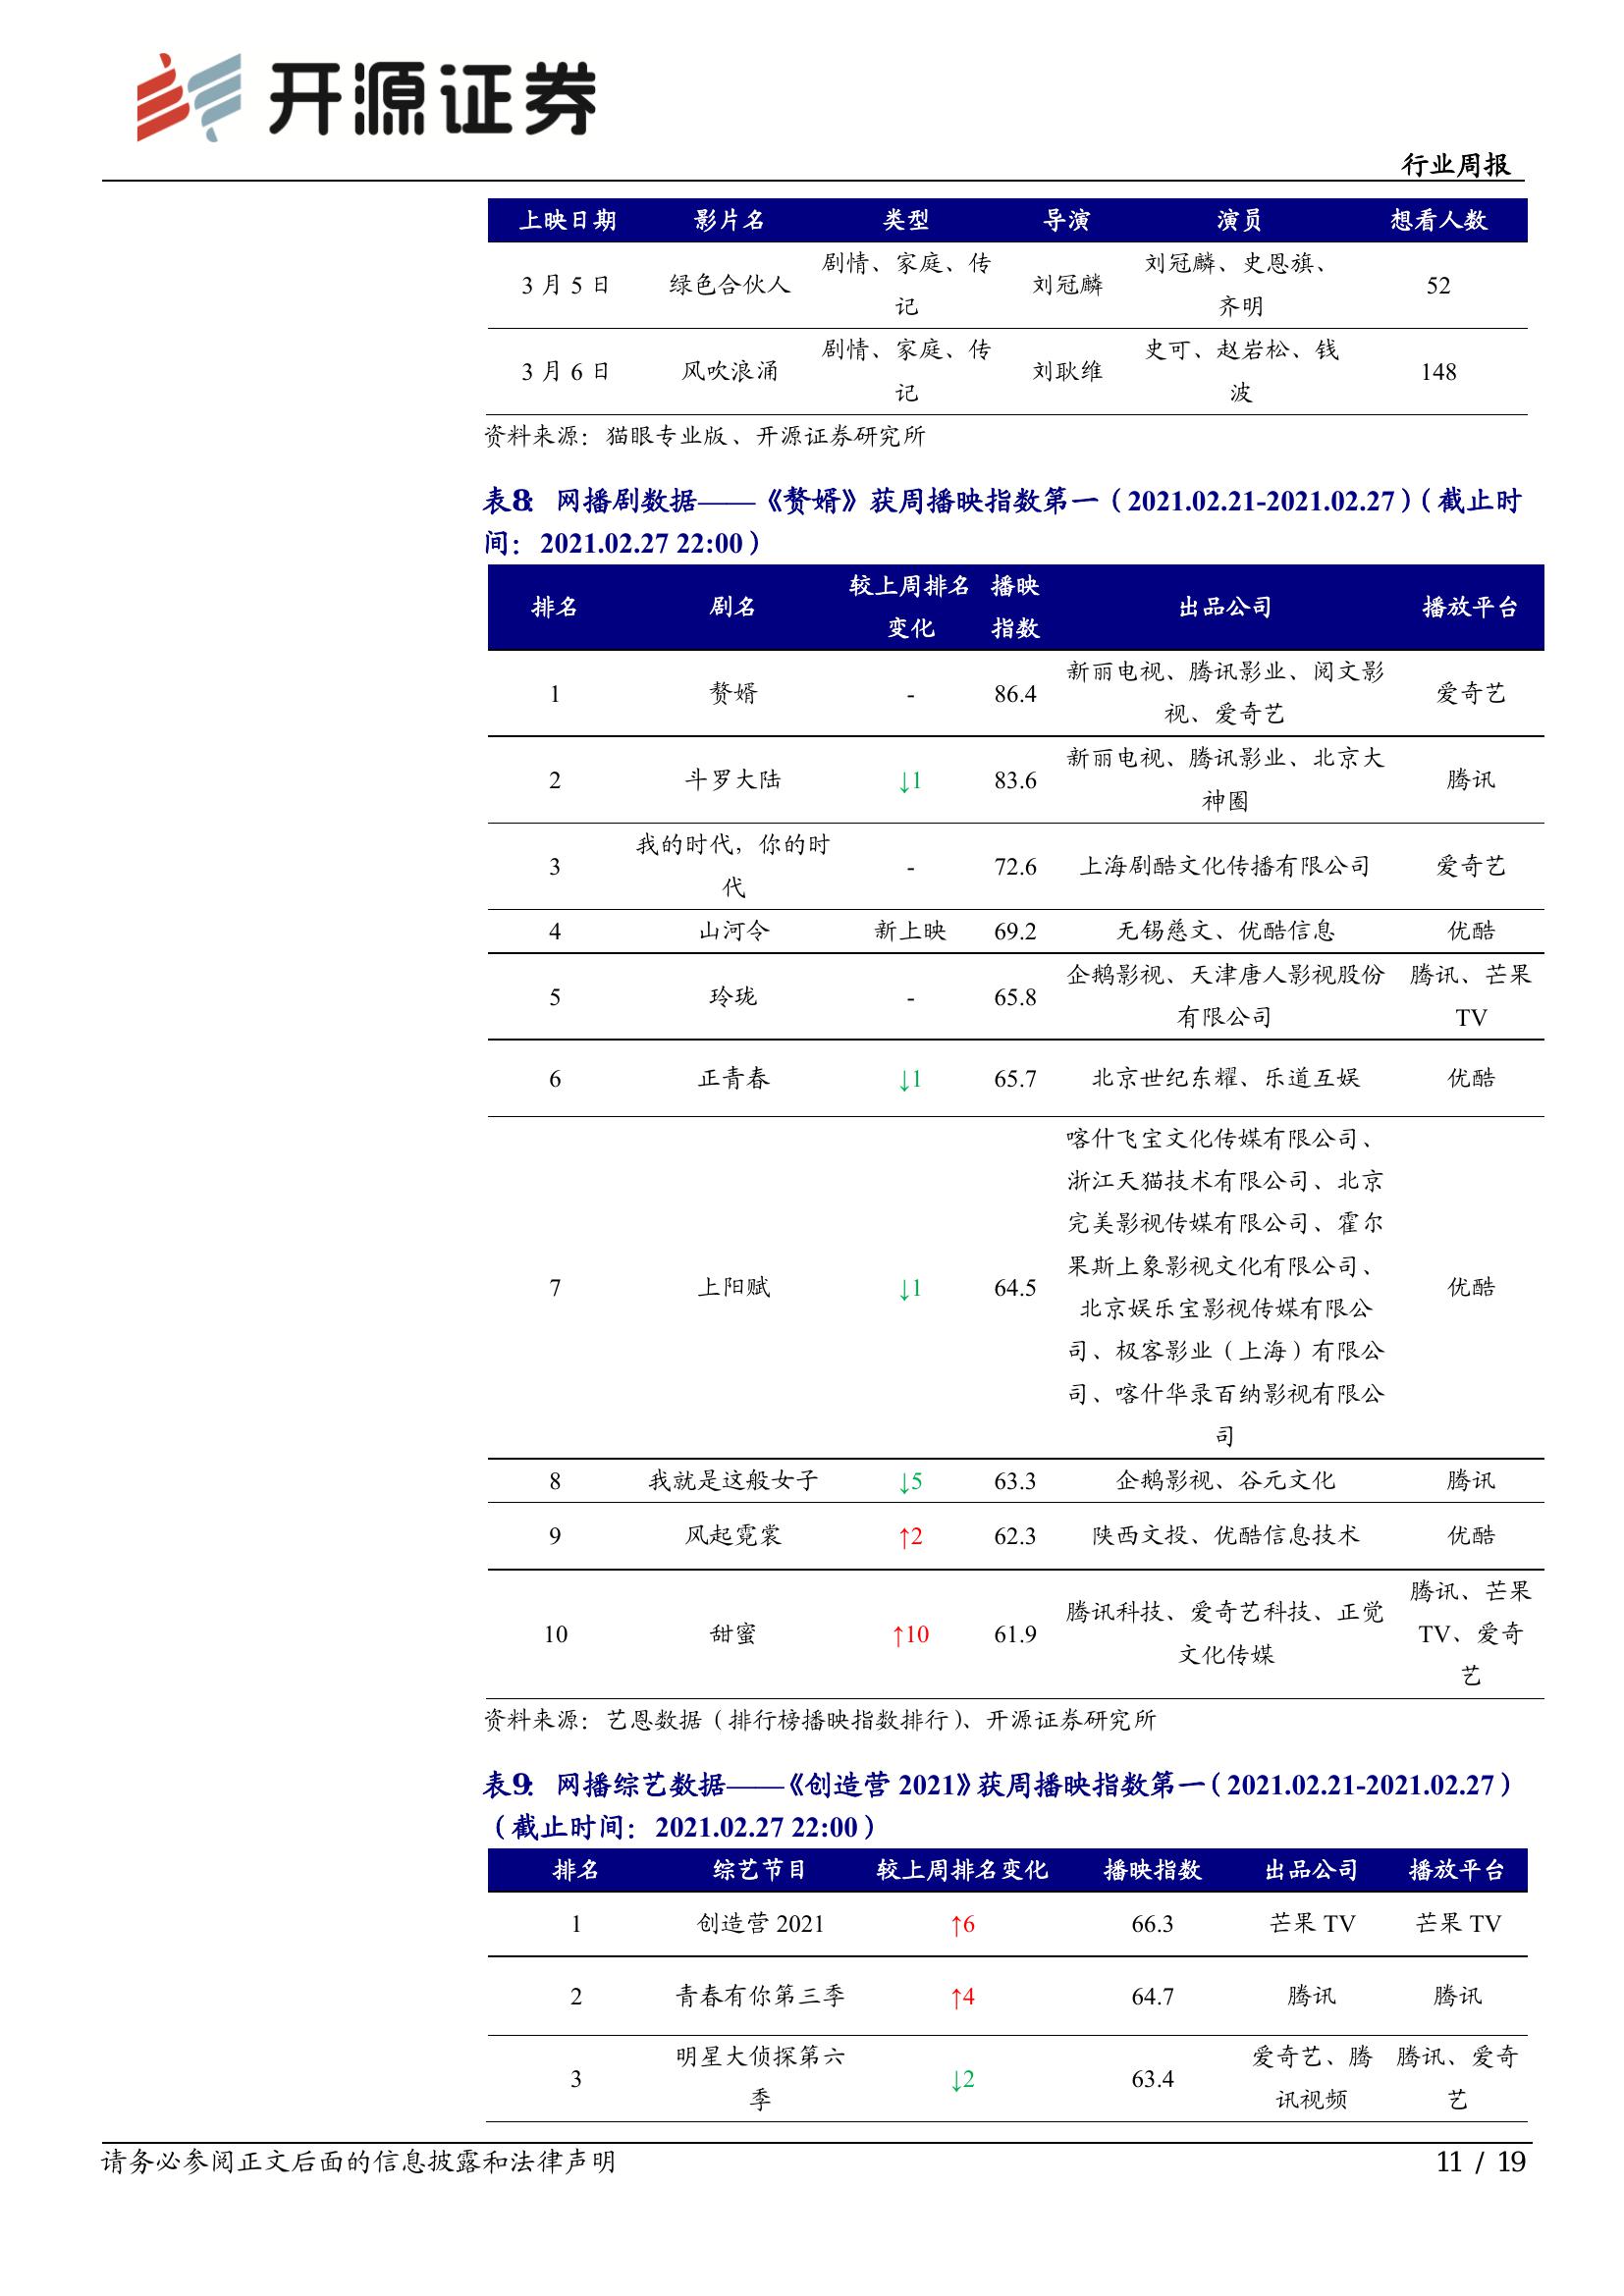 开源证券
行业周报
上映日期 影片名 类型 导演 演员 想看人数
3 月 5 日 绿色合伙人 剧情、家庭、传记 刘冠麟 刘冠麟、史恩旗、齐明 52
3 月 6 日 风吹浪涌 剧情、家庭、传记 刘耿维 史可、赵岩松、钱波 148
资料来源：猫眼专业版、开源证券研究所
表8： 网播剧数据——《赘婿》获周播映指数第一（2021.02.21-2021.02.27）（截止时
间：2021.02.27 22:00）
排名 剧名 较上周排名变化 播映指数 出品公司 播放平台
1 赘婿 - 86.4 新丽电视、腾讯影业、阅文影视、爱奇艺 爱奇艺
2 斗罗大陆 ↓1 83.6 新丽电视、腾讯影业、北京大神圈 腾讯
3 我的时代，你的时代 - 72.6 上海剧酷文化传播有限公司 爱奇艺
4 山河令 新上映 69.2 无锡慈文、优酷信息 优酷
5 玲珑 - 65.8 企鹅影视、天津唐人影视股份有限公司 腾讯、芒果 TV
6 正青春 ↓1 65.7 北京世纪东耀、乐道互娱 优酷
7 上阳赋 ↓1 64.5 喀什飞宝文化传媒有限公司、浙江天猫技术有限公司、北京完美影视传媒有限公司、霍尔果斯上象影视文化有限公司、北京娱乐宝影视传媒有限公司、极客影业（上海）有限公司、喀什华录百纳影视有限公司 优酷
8 我就是这般女子 ↓5 63.3 企鹅影视、谷元文化 腾讯
9 风起霓裳 ↑2 62.3 陕西文投、优酷信息技术 优酷
10 甜蜜 ↑10 61.9 腾讯科技、爱奇艺科技、正觉文化传媒 腾讯、芒果 TV、爱奇艺
资料来源：艺恩数据（排行榜播映指数排行）、开源证券研究所
表9： 网播综艺数据——《创造营 2021》获周播映指数第一（2021.02.21-2021.02.27）
（截止时间：2021.02.27 22:00）
排名 综艺节目 较上周排名变化 播映指数 出品公司 播放平台
1 创造营 2021 ↑6 66.3 芒果 TV 芒果 TV
2 青春有你第三季 ↑4 64.7 腾讯 腾讯
3 明星大侦探第六季 ↓2 63.4 爱奇艺、腾讯视频 腾讯、爱奇艺
请务必参阅正文后面的信息披露和法律声明
11 / 19